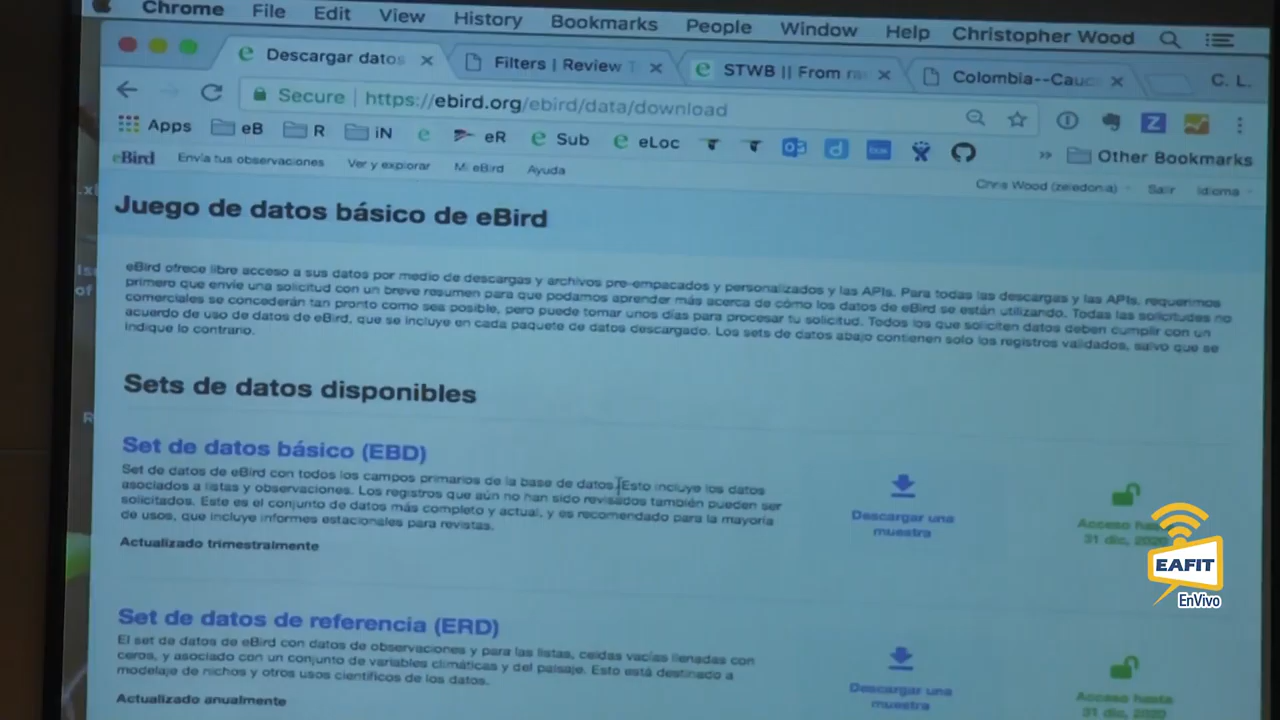 Chrome File Edit View History Bookmarks People Window Help Christopher Wood
Descargar datos Filters | Review STWB || From ra Colombia--Cauc C. L.
Secure https://ebird.org/ebird/data/download
Apps eB R iN eR Sub eLoc Other Bookmarks
eBird Envía tus observaciones Ver y explorar Mi eBird Ayuda Chris Wood (zeledonia) Salir Idioma
Juego de datos básico de eBird
eBird ofrece libre acceso a sus datos por medio de descargas y archivos pre-empacados y personalizados y las APIs. Para todas las descargas y las APIs, requerimos
primero que envíe una solicitud con un breve resumen para que podamos aprender más acerca de cómo los datos de eBird se están utilizando. Todas las solicitudes no
comerciales se concederán tan pronto como sea posible, pero puede tomar unos días para procesar tu solicitud. Todos los que soliciten datos deben cumplir con un
acuerdo de uso de datos de eBird, que se incluye en cada paquete de datos descargado. Los sets de datos abajo contienen solo los registros validados, salvo que se
indique lo contrario.
Sets de datos disponibles
Set de datos básico (EBD)
Set de datos de eBird con todos los campos primarios de la base de datos. Esto incluye los datos
asociados a listas y observaciones. Los registros que aún no han sido revisados también pueden ser
solicitados. Este es el conjunto de datos más completo y actual, y es recomendado para la mayoría
de usos, que incluye informes estacionales para revistas.
Actualizado trimestralmente
Descargar una
muestra
Acceso hasta
31 dic, 2020
EAFIT
EnVivo
Set de datos de referencia (ERD)
El set de datos de eBird con datos de observaciones y para las listas, celdas vacías llenadas con
ceros, y asociado con un conjunto de variables climáticas y del paisaje. Esto está destinado a
modelaje de nichos y otros usos científicos de los datos.
Actualizado anualmente
Descargar una
muestra
Acceso hasta
31 dic, 2020